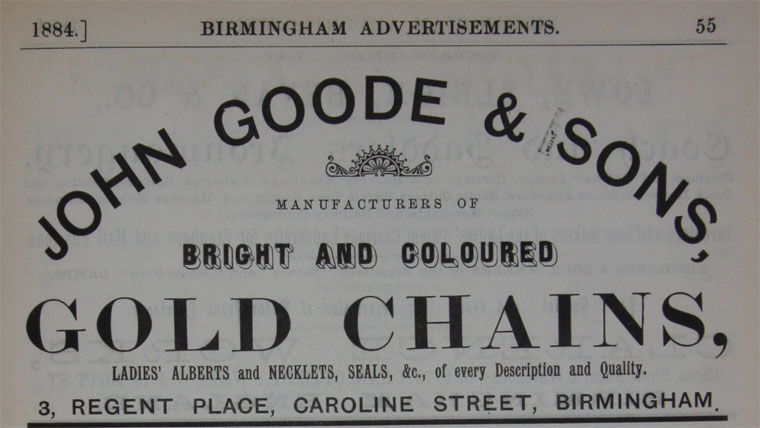 1884.] BIRMINGHAM ADVERTISEMENTS. 55
JOHN GOODE & SONS,
MANUFACTURERS OF
BRIGHT AND COLOURED
GOLD CHAINS,
LADIES' ALBERTS and NECKLETS, SEALS, &c., of every Description and Quality.
3, REGENT PLACE, CAROLINE STREET, BIRMINGHAM.